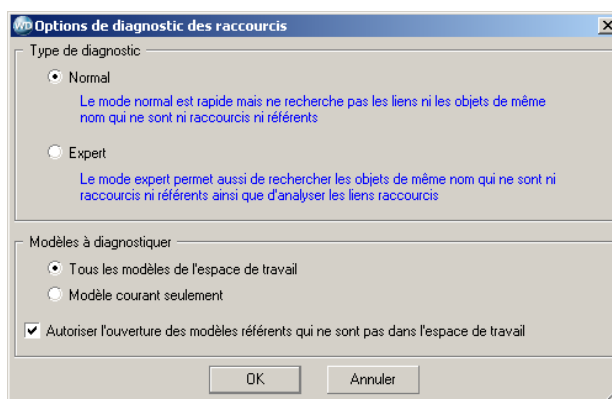 WD Options de diagnostic des raccourcis
Type de diagnostic
Normal
Le mode normal est rapide mais ne recherche pas les liens ni les objets de même
nom qui ne sont ni raccourcis ni référents
Expert
Le mode expert permet aussi de rechercher les objets de même nom qui ne sont ni
raccourcis ni référents ainsi que d'analyser les liens raccourcis
Modèles à diagnostiquer
Tous les modèles de l'espace de travail
Modèle courant seulement
Autoriser l'ouverture des modèles référents qui ne sont pas dans l'espace de travail
OK
Annuler